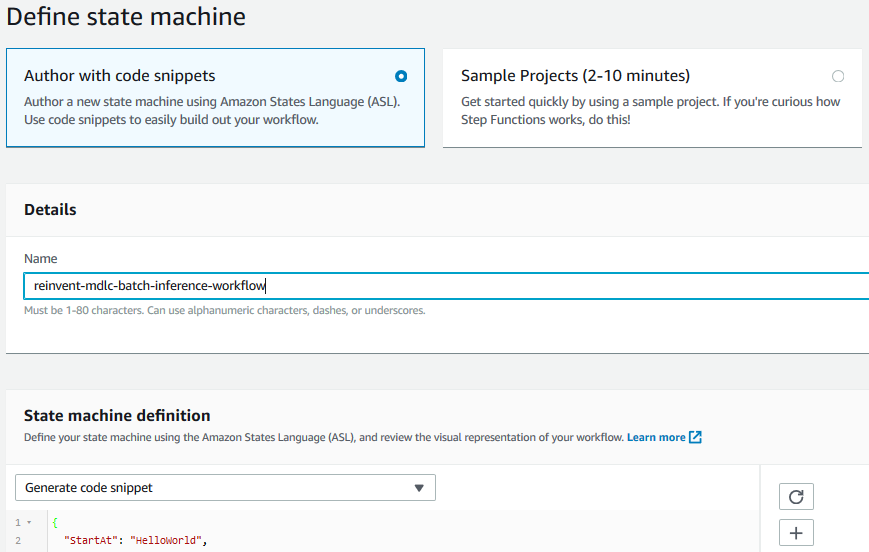 Define state machine
Author with code snippets
Author a new state machine using Amazon States Language (ASL).
Use code snippets to easily build out your workflow.
Sample Projects (2-10 minutes)
Get started quickly by using a sample project. If you're curious how
Step Functions works, do this!
Details
Name
reinvent-mdlc-batch-inference-workflow
Must be 1-80 characters. Can use alphanumeric characters, dashes, or underscores.
State machine definition
Define your state machine using the Amazon States Language (ASL), and review the visual representation of your workflow. Learn more
Generate code snippet
1 {
2 "StartAt": "HelloWorld",